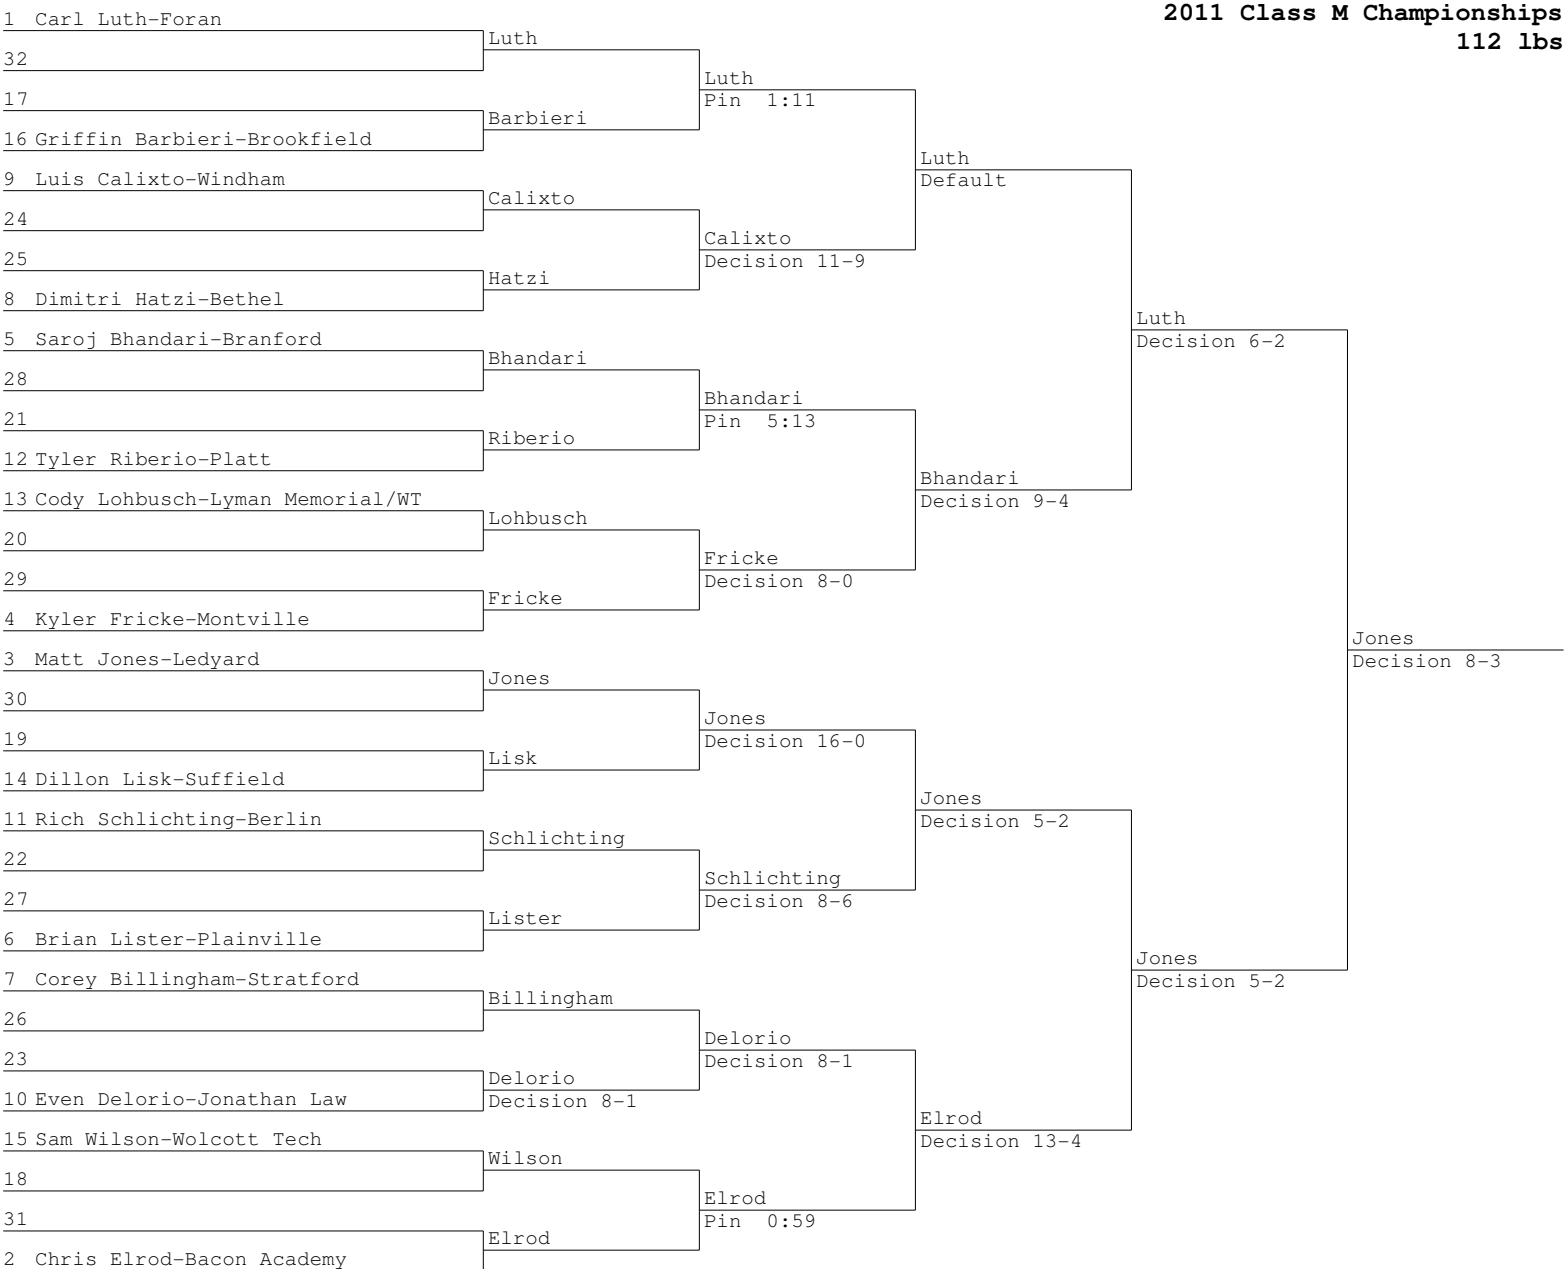 2011 Class M Championships
112 lbs
1 Carl Luth-Foran
32
17
16 Griffin Barbieri-Brookfield
9 Luis Calixto-Windham
24
25
8 Dimitri Hatzi-Bethel
5 Saroj Bhandari-Branford
28
21
12 Tyler Riberio-Platt
13 Cody Lohbusch-Lyman Memorial/WT
20
29
4 Kyler Fricke-Montville
3 Matt Jones-Ledyard
30
19
14 Dillon Lisk-Suffield
11 Rich Schlichting-Berlin
22
27
6 Brian Lister-Plainville
7 Corey Billingham-Stratford
26
23
10 Even Delorio-Jonathan Law
15 Sam Wilson-Wolcott Tech
18
31
2 Chris Elrod-Bacon Academy
Luth
Barbieri
Calixto
Hatzi
Bhandari
Riberio
Lohbusch
Fricke
Jones
Lisk
Schlichting
Lister
Billingham
Delorio
Decision 8-1
Wilson
Elrod
Luth
Pin 1:11
Calixto
Decision 11-9
Bhandari
Pin 5:13
Fricke
Decision 8-0
Jones
Decision 16-0
Schlichting
Decision 8-6
Delorio
Decision 8-1
Elrod
Pin 0:59
Luth
Default
Bhandari
Decision 9-4
Jones
Decision 5-2
Elrod
Decision 13-4
Luth
Decision 6-2
Jones
Decision 5-2
Jones
Decision 8-3